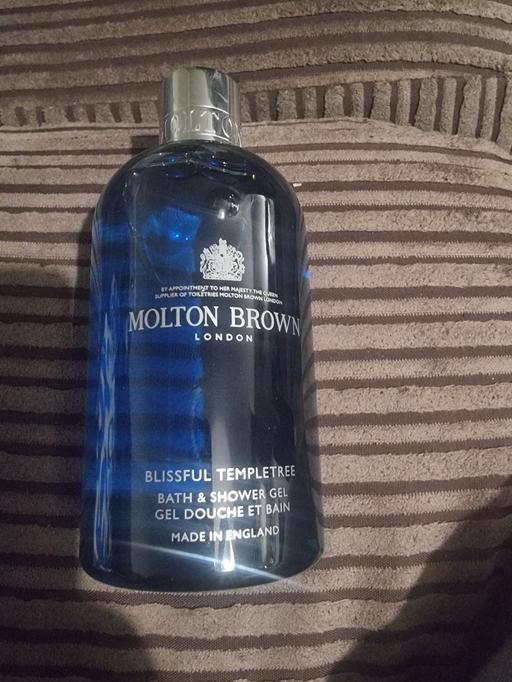 MOLTO
BY APPOINTMENT TO HER MAJESTY THE QUEEN
SUPPLIER OF TOILETRIES MOLTON BROWN LONDON
MOLTON BROWN
LONDON
BLISSFUL TEMPLETREE
BATH & SHOWER GEL
GEL DOUCHE ET BAIN
MADE IN ENGLAND